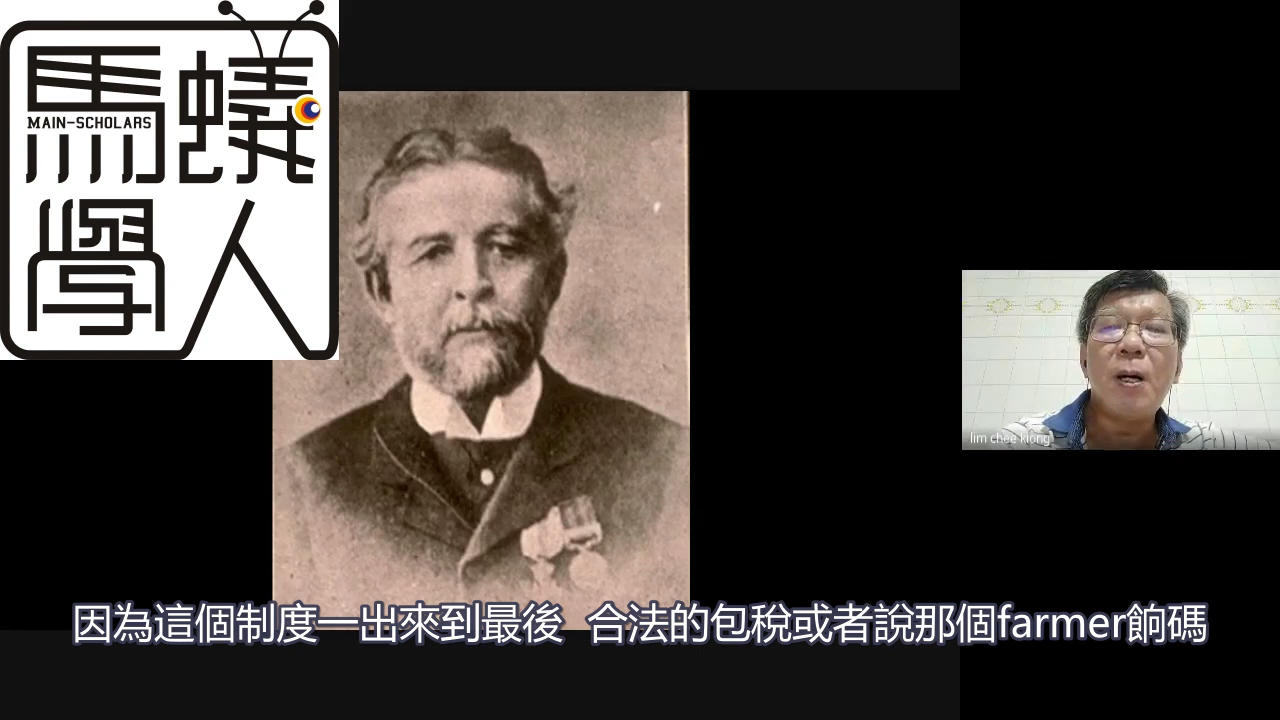 馬蟻
MAIN-SCHOLARS
學人
lim chee kiong
因為這個制度一出來到最後 合法的包稅或者說那個farmer餉碼